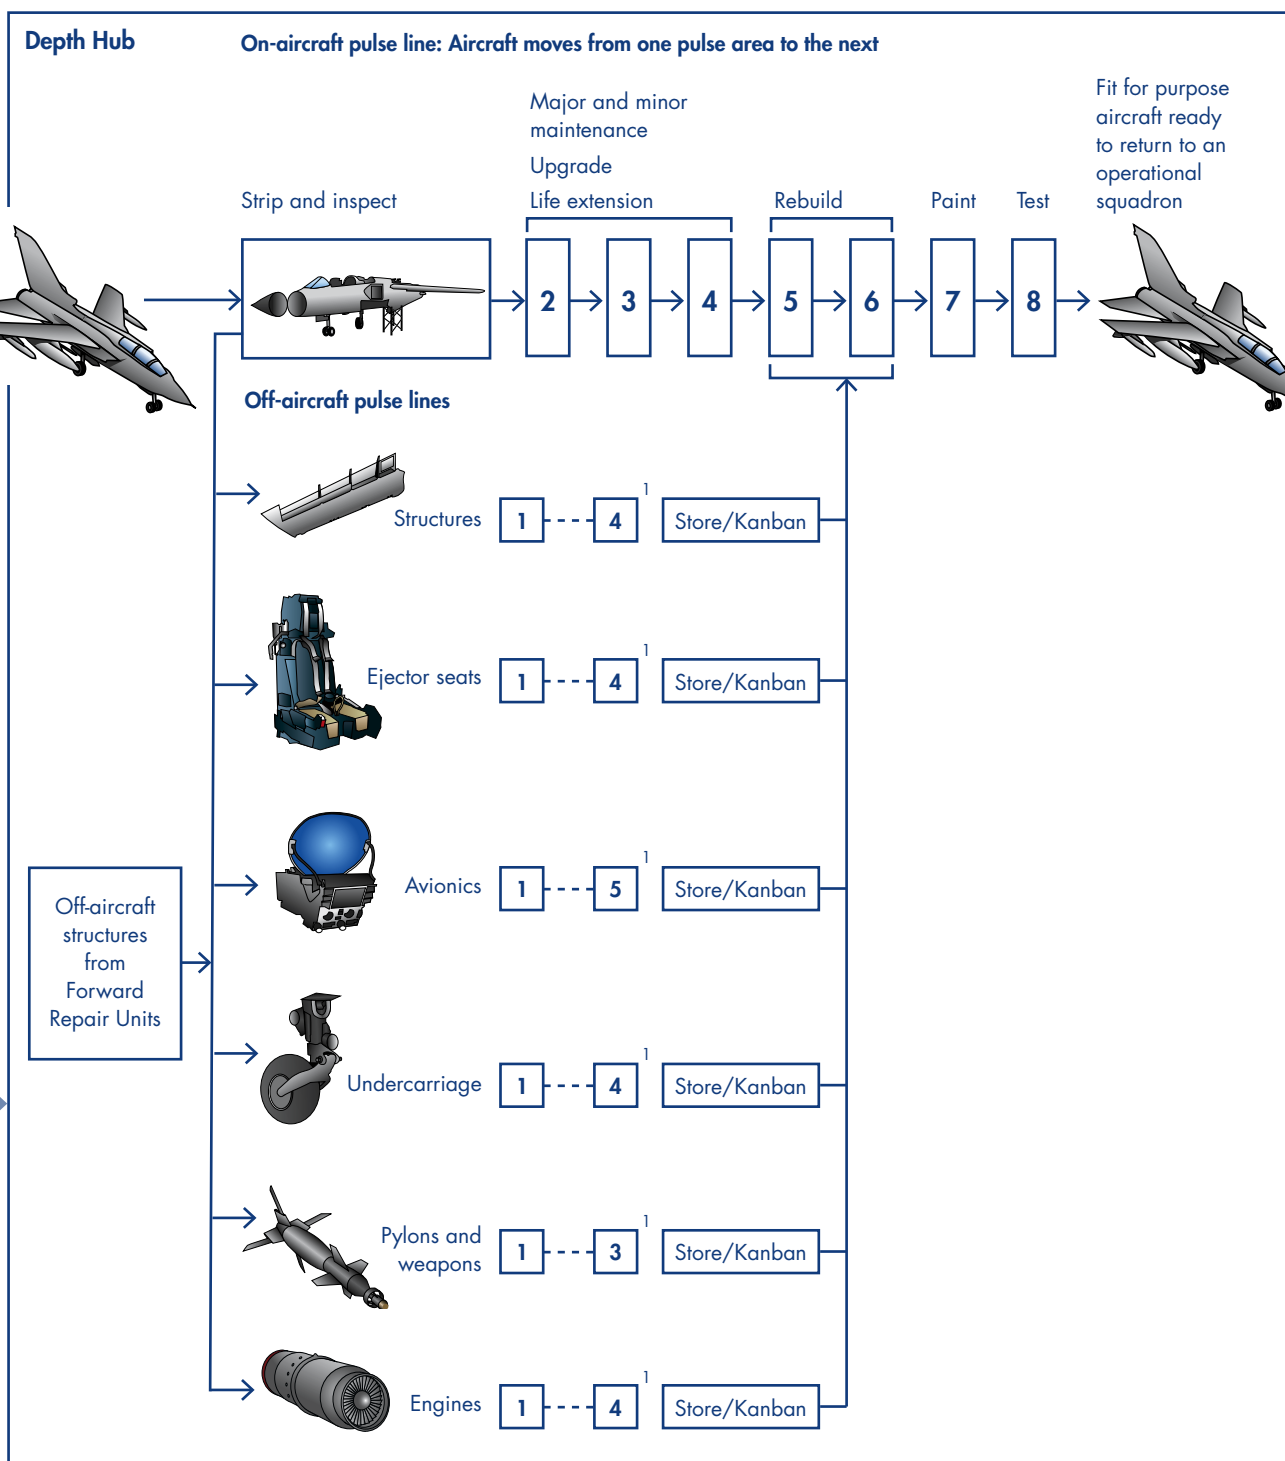 Depth Hub
On-aircraft pulse line: Aircraft moves from one pulse area to the next
Strip and inspect
Major and minor
maintenance
Upgrade
Life extension
Rebuild
Paint
Test
Fit for purpose
aircraft ready
to return to an
operational
squadron
2
3
4
5
6
7
8
Off-aircraft pulse lines
Structures
1
4
1
Store/Kanban
Ejector seats
1
4
1
Store/Kanban
Avionics
1
5
1
Store/Kanban
Off-aircraft
structures
from
Forward
Repair Units
Undercarriage
1
4
1
Store/Kanban
Pylons and
weapons
1
3
1
Store/Kanban
Engines
1
4
1
Store/Kanban